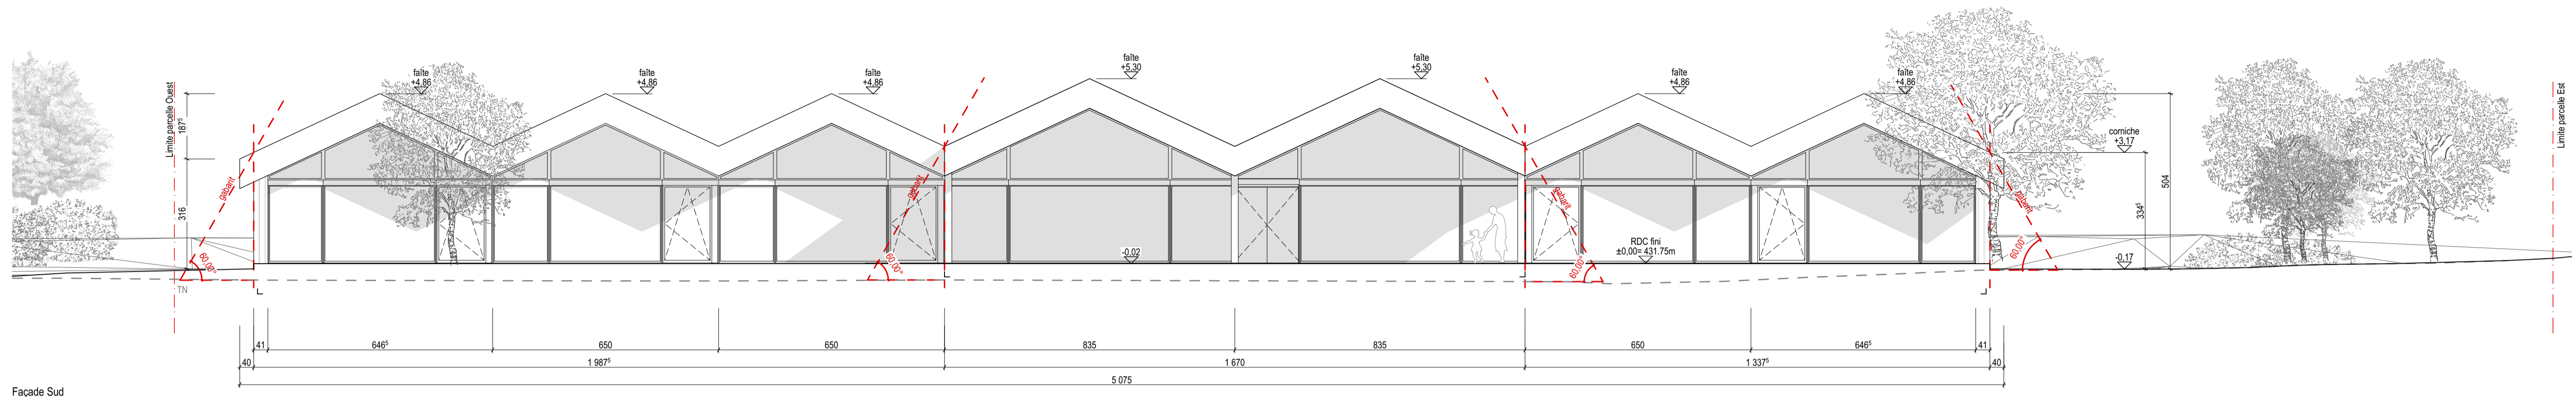 faîte
+4,86
faîte
+4,86
faîte
+4,86
faîte
+5,30
faîte
+5,30
faîte
+4,86
faîte
+4,86
Limite parcelle Ouest
187⁵
316
gabarit
60,00°
TN
gabarit
60,00°
-0,02
gabarit
60,00°
RDC fini
±0,00= 431.75m
gabarit
60,00°
corniche
+3,17
-0,17
334⁵
504
Limite parcelle Est
41
646⁵
650
650
835
835
650
646⁵
41
40
1 987⁵
1 670
1 337⁵
40
5 075
Façade Sud